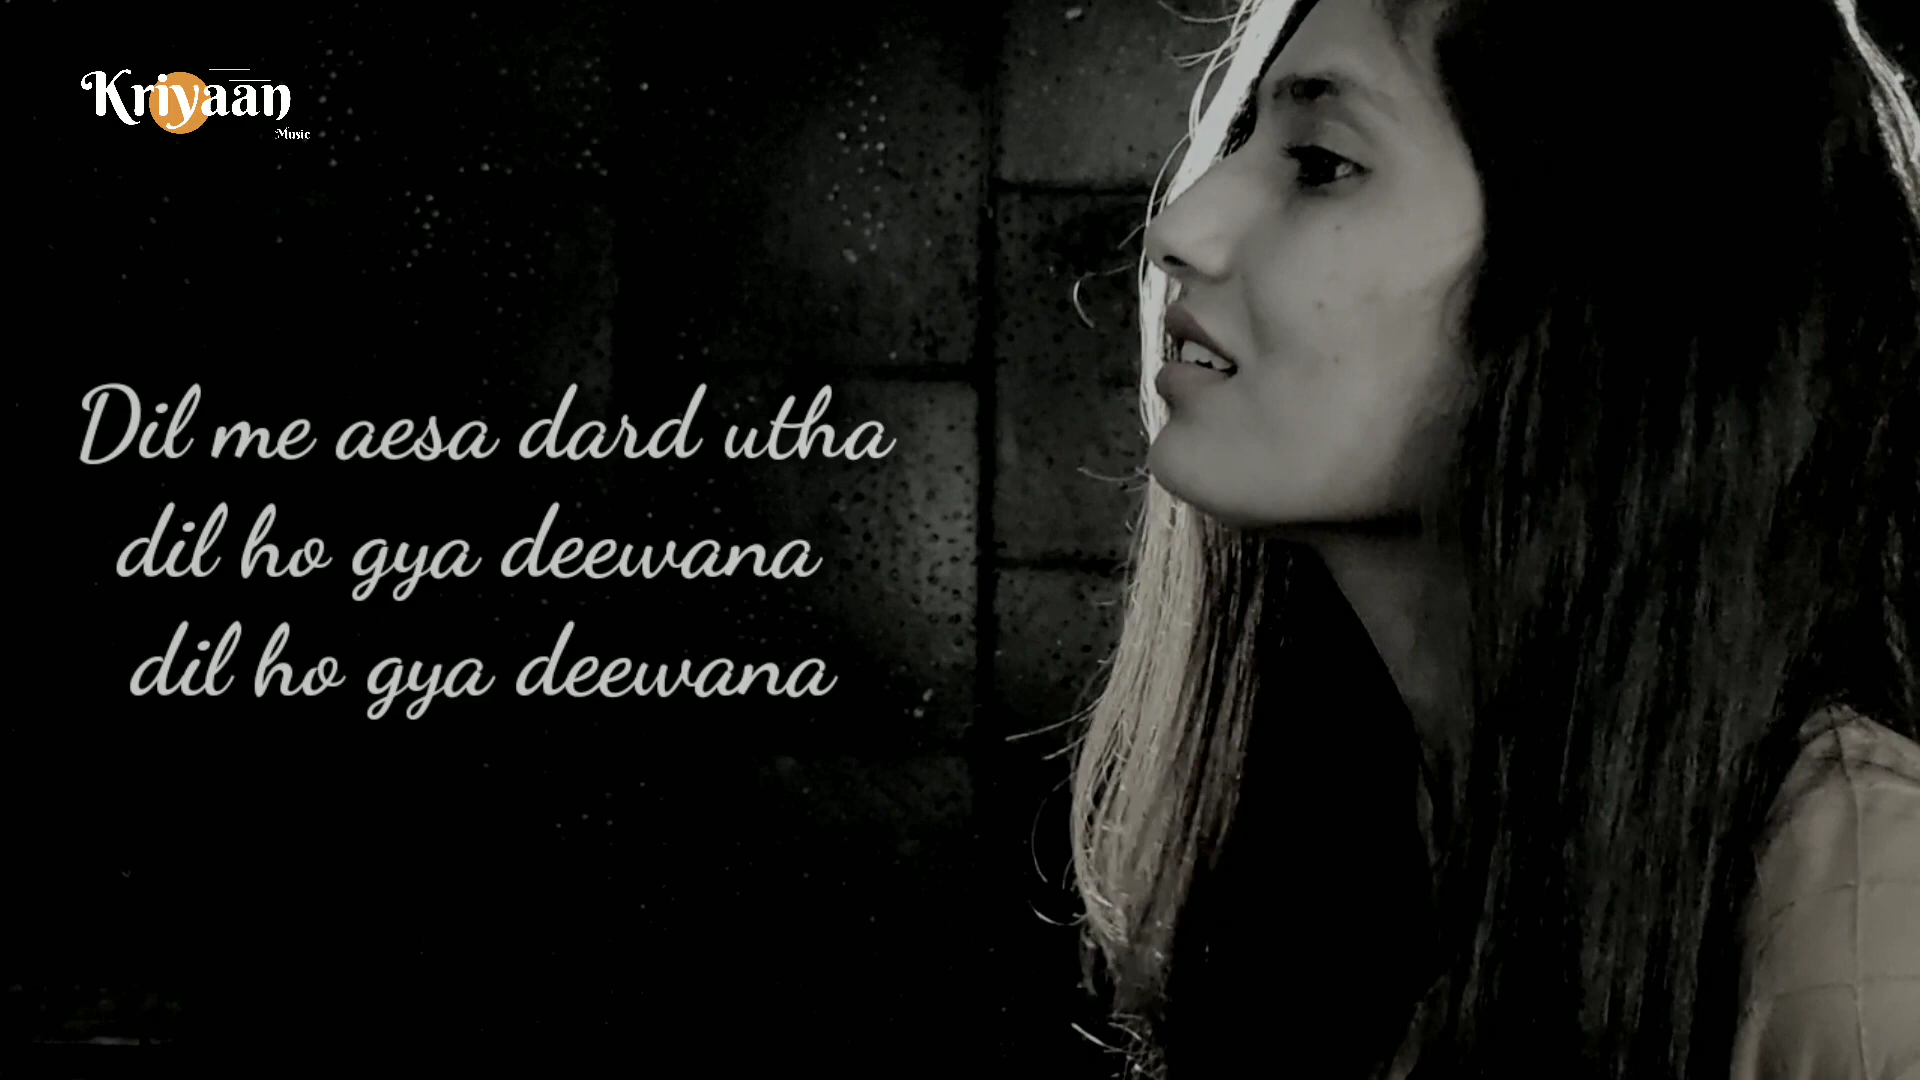 Kriyaan
Music
Dil me aesa dard utha
dil ho gya deewana
dil ho gya deewana